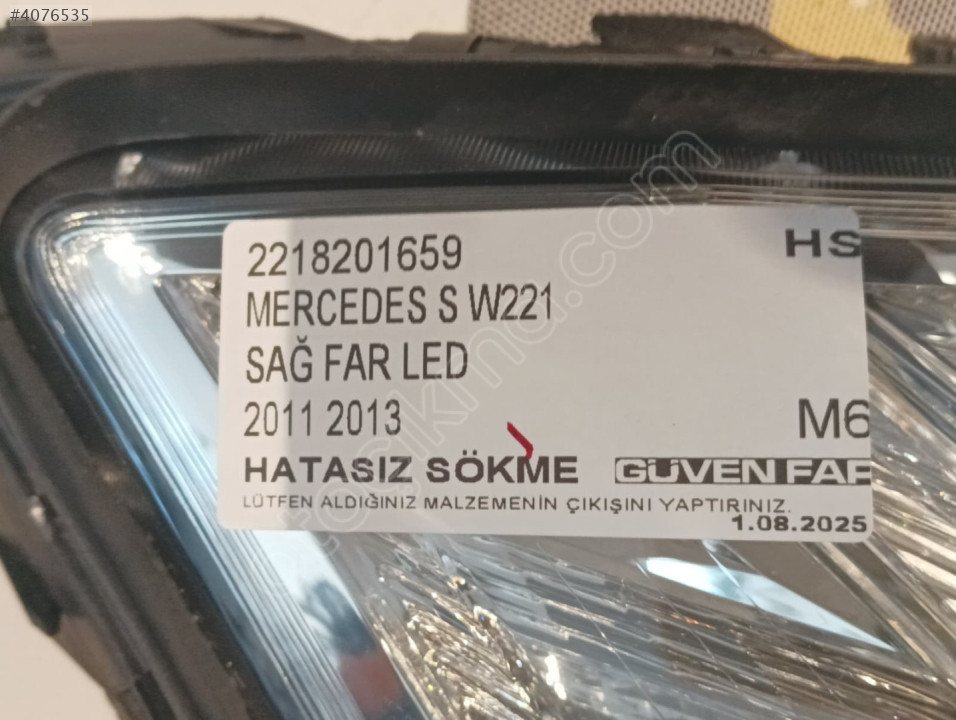 #4076535
2218201659
HS
MERCEDES S W221
SAĞ FAR LED
2011 2013
M6
HATASIZ SÖKME GÜVEN FAR
LÜTFEN ALDIĞINIZ MALZEMENİN ÇIKIŞINI YAPTIRINIZ.
1.08.2025